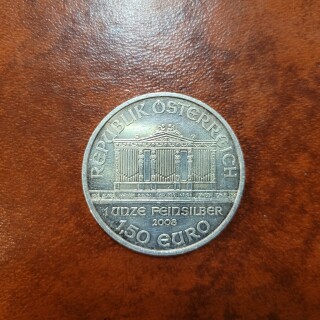 REPUBLIK ÖSTERREICH
1 UNZE FEINSILBER
2008
1,50 EURO